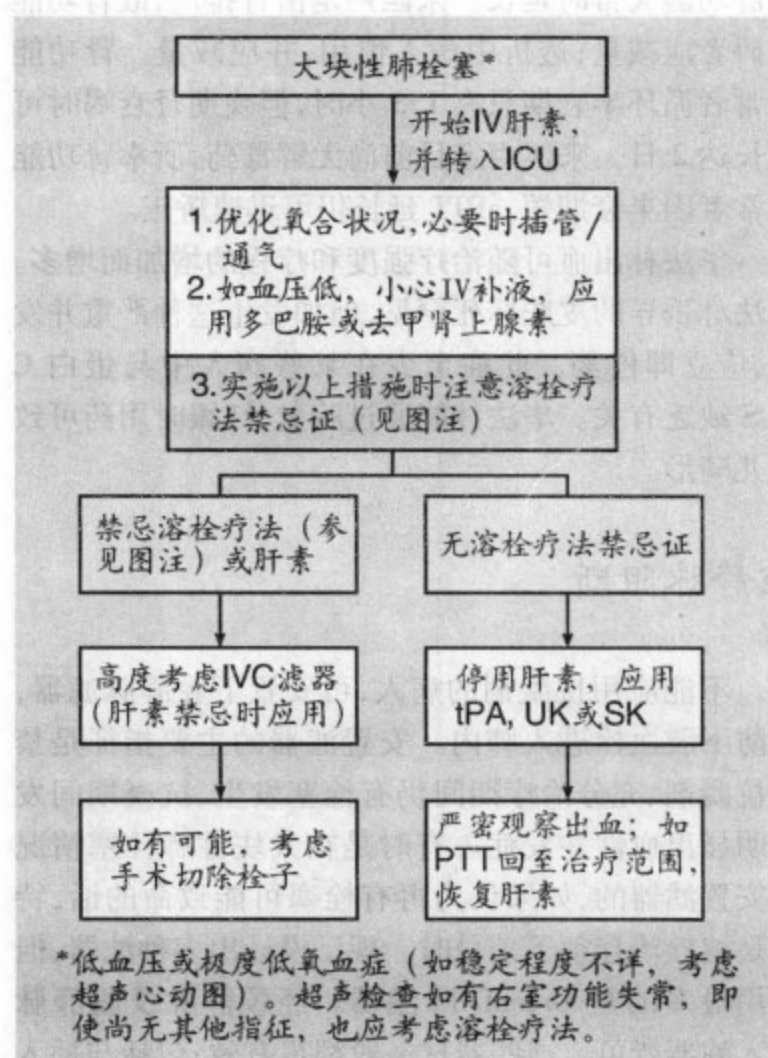 大块性肺栓塞*
开始IV肝素,
并转入ICU
1.优化氧合状况,必要时插管/
通气
2.如血压低,小心IV补液,应
用多巴胺或去甲肾上腺素
3.实施以上措施时注意溶栓疗
法禁忌证(见图注)
禁忌溶栓疗法(参
见图注)或肝素
无溶栓疗法禁忌证
高度考虑IVC滤器
(肝素禁忌时应用)
停用肝素,应用
tPA, UK或SK
如有可能,考虑
手术切除栓子
严密观察出血;如
PTT回至治疗范围,
恢复肝素
*低血压或极度低氧血症(如稳定程度不详,考虑
超声心动图)。超声检查如有右室功能失常,即
使尚无其他指征,也应考虑溶栓疗法。